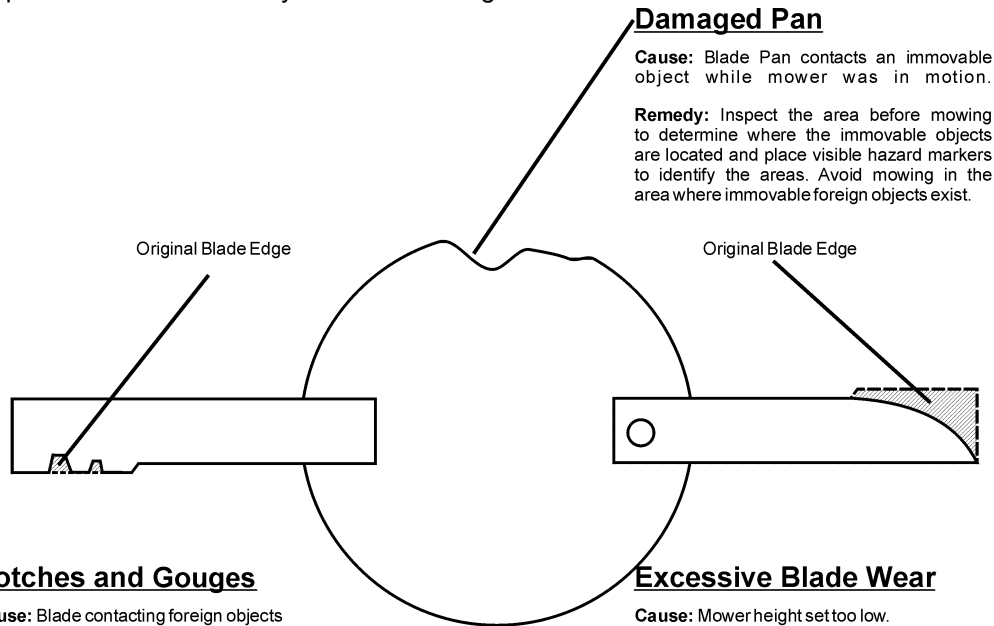 Damaged Pan
Cause: Blade Pan contacts an immovable
object while mower was in motion.
Remedy: Inspect the area before mowing
to determine where the immovable objects
are located and place visible hazard markers
to identify the areas. Avoid mowing in the
area where immovable foreign objects exist.
Original Blade Edge
Original Blade Edge
otches and Gouges
use: Blade contacting foreign objects
Excessive Blade Wear
Cause: Mower height set too low.